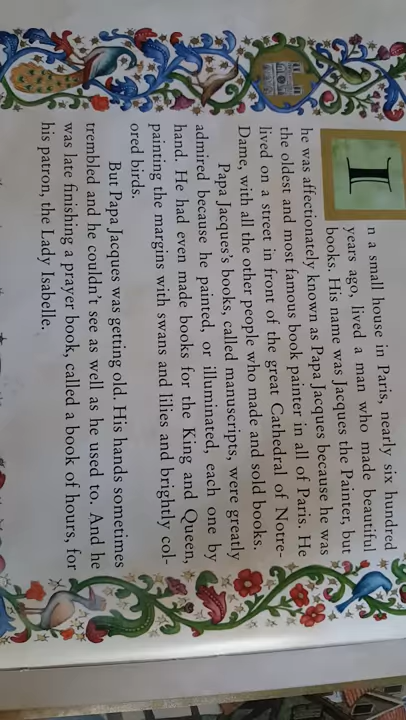 In a small house in Paris, nearly six hundred
years ago, lived a man who made beautiful
books. His name was Jacques the Painter, but
he was affectionately known as Papa Jacques because he was
the oldest and most famous book painter in all of Paris. He
lived on a street in front of the great Cathedral of Notre-
Dame, with all the other people who made and sold books.
Papa Jacques's books, called manuscripts, were greatly
admired because he painted, or illuminated, each one by
hand. He had even made books for the King and Queen,
painting the margins with swans and lilies and brightly col-
ored birds.
But Papa Jacques was getting old. His hands sometimes
trembled and he couldn't see as well as he used to. And he
was late finishing a prayer book, called a book of hours, for
his patron, the Lady Isabelle.